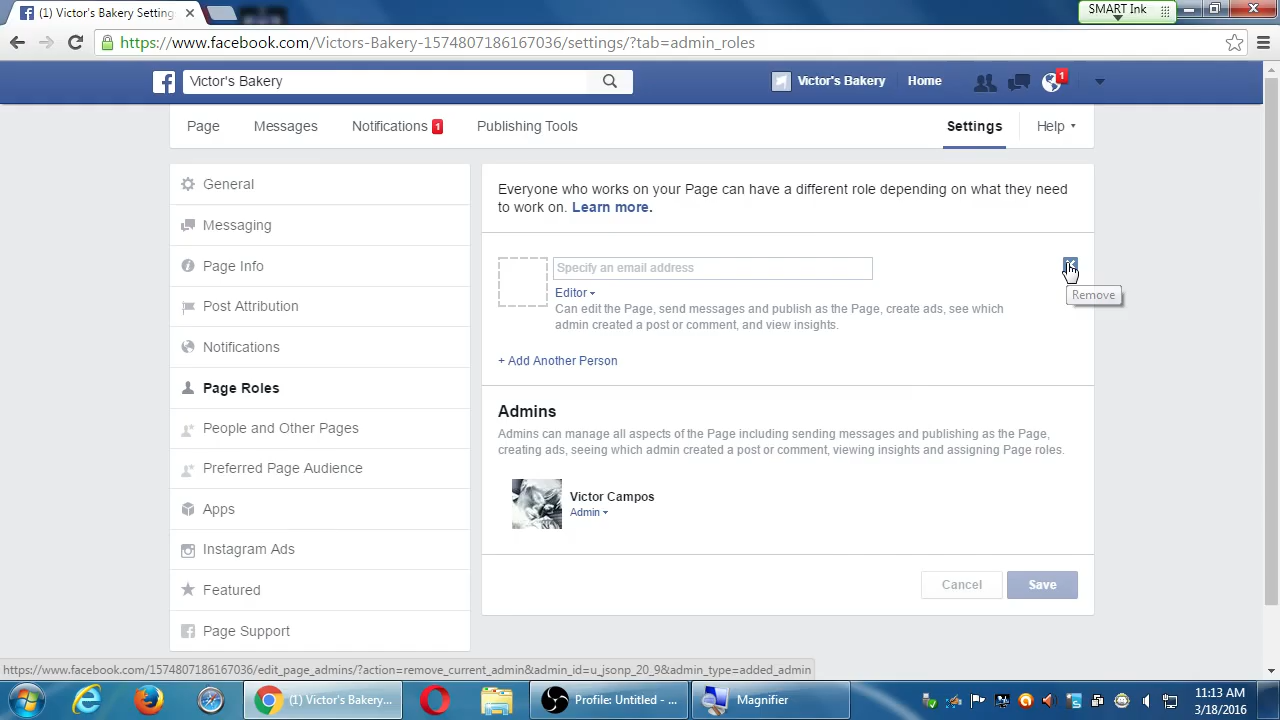 Victor's Bakery Setting
SMART Ink
https://www.facebook.com/Victors-Bakery-1574807186167036/settings/?tab=admin_roles
Victor's Bakery
Victor's Bakery
Home
1
Page
Messages
Notifications 1
Publishing Tools
Settings
Help
General
Messaging
Page Info
Post Attribution
Notifications
Page Roles
People and Other Pages
Preferred Page Audience
Apps
Instagram Ads
Featured
Page Support
Everyone who works on your Page can have a different role depending on what they need
to work on. Learn more.
Specify an email address
Remove
Editor
Can edit the Page, send messages and publish as the Page, create ads, see which
admin created a post or comment, and view insights.
+ Add Another Person
Admins
Admins can manage all aspects of the Page including sending messages and publishing as the Page,
creating ads, seeing which admin created a post or comment, viewing insights and assigning Page roles.
Victor Campos
Admin
Cancel
Save
https://www.facebook.com/1574807186167036/edit_page_admins/?action=remove_current_admin&admin_id=u_jsonp_20_9&admin_type=added_admin
(1) Victor's Bakery...
Profile: Untitled - ...
Magnifier
11:13 AM
3/18/2016